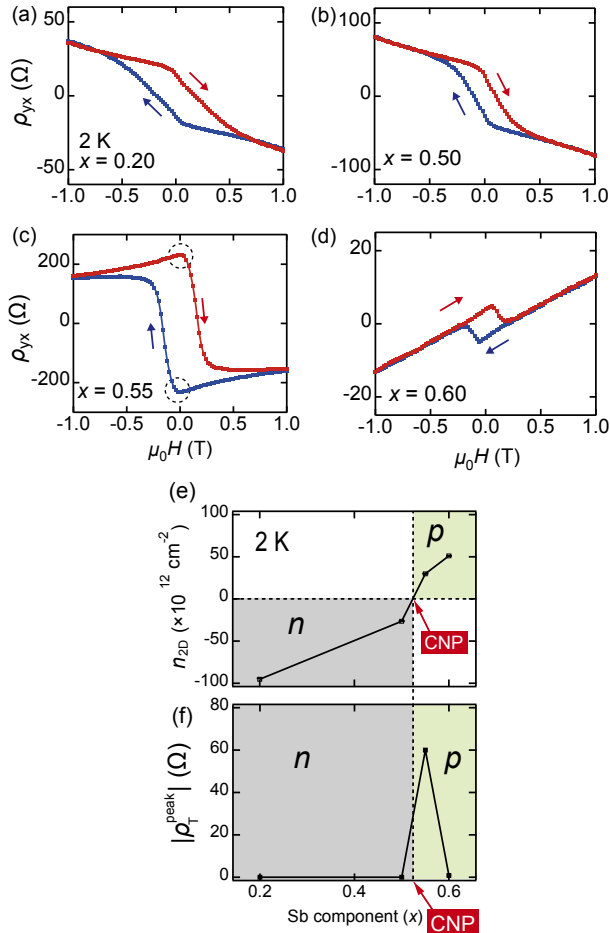 (a)
(b)
50
0
-50
ρyx (Ω)
2 K
x = 0.20
-1.0 -0.5 0.0 0.5 1.0
100
0
-100
x = 0.50
-1.0 -0.5 0.0 0.5 1.0
(c)
(d)
200
0
-200
ρyx (Ω)
x = 0.55
-1.0 -0.5 0.0 0.5 1.0
μ0H (T)
20
0
-20
x = 0.60
-1.0 -0.5 0.0 0.5 1.0
μ0H (T)
(e)
100
50
0
-50
-100
n2D (×10¹² cm⁻²)
2 K
p
n
CNP
(f)
80
60
40
20
0
|ρTpeak| (Ω)
n
p
0.2 0.4 0.6
Sb component (x)
CNP